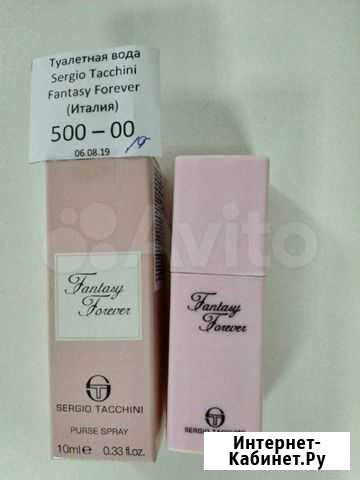 Туалетная вода
Sergio Tacchini
Fantasy Forever
(Италия)
500 – 00
06.08.19
Avito
Fantasy
Forever
SERGIO TACCHINI
PURSE SPRAY
10ml e 0.33 fl.oz.
Fantasy
Forever
SERGIO TACCHINI
Интернет-
Кабинет.Ру